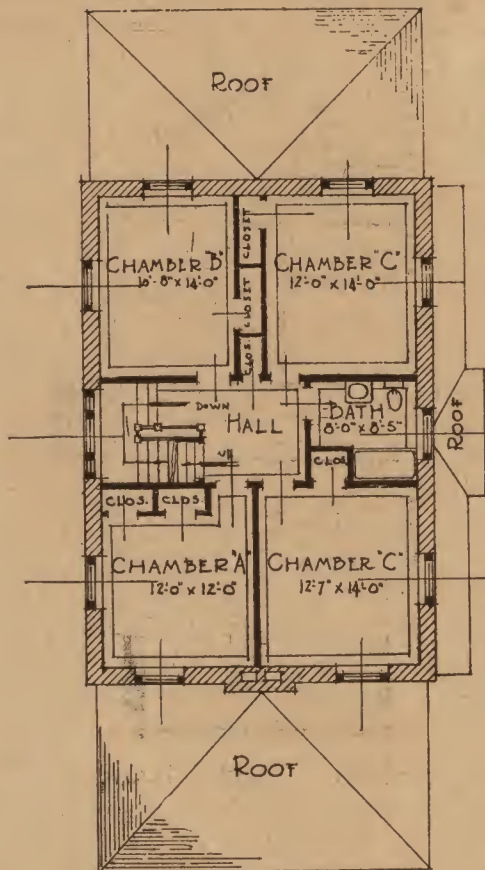 ROOF
CLOSET
CHAMBER "B"
10'-8" x 14'-0"
CHAMBER "C"
12'-0" x 14'-0"
CLOSET
CLOS.
DOWN
HALL
BATH
8'-0" x 8'-5"
ROOF
UP
CLOS.
CLOS.
CLOS.
CHAMBER "A"
12'-0" x 12'-0"
CHAMBER "C"
12'-7" x 14'-0"
ROOF